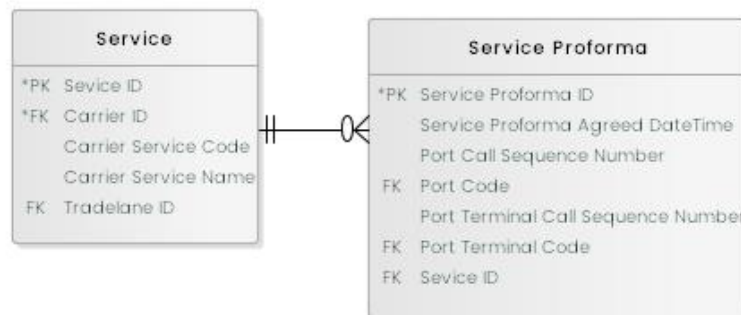 Service
*PK Sevice ID
*FK Carrier ID
Carrier Service Code
Carrier Service Name
FK Tradelane ID
Service Proforma
*PK Service Proforma ID
Service Proforma Agreed DateTime
Port Call Sequence Number
FK Port Code
Port Terminal Call Sequence Number
FK Port Terminal Code
FK Sevice ID